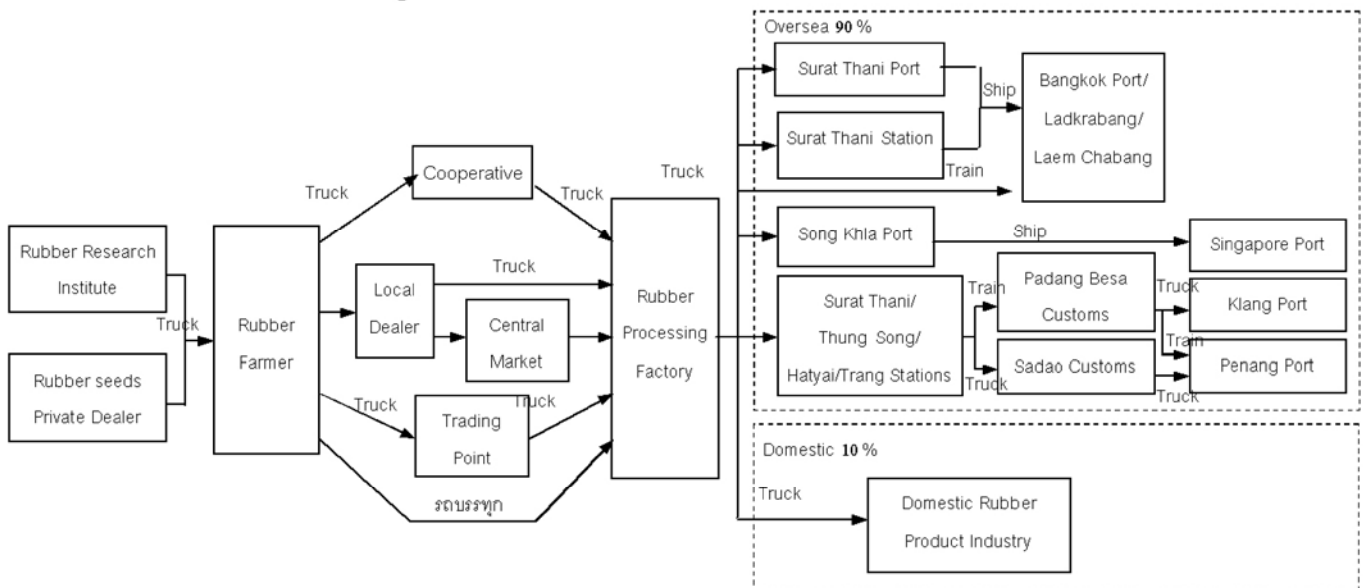 Oversea 90 %
Surat Thani Port
Ship
Bangkok Port/
Ladkrabang/
Laem Chabang
Surat Thani Station
Train
Truck
Cooperative
Truck
Truck
Rubber Research
Institute
Truck
Rubber seeds
Private Dealer
Rubber
Farmer
Local
Dealer
Truck
Central
Market
Truck
Trading
Point
Truck
รถบรรทุก
Rubber
Processing
Factory
Song Khla Port
Ship
Singapore Port
Surat Thani/
Thung Song/
Hatyai/Trang Stations
Train
Padang Besa
Customs
Truck
Klang Port
Train
Truck
Sadao Customs
Truck
Penang Port
Domestic 10 %
Truck
Domestic Rubber
Product Industry